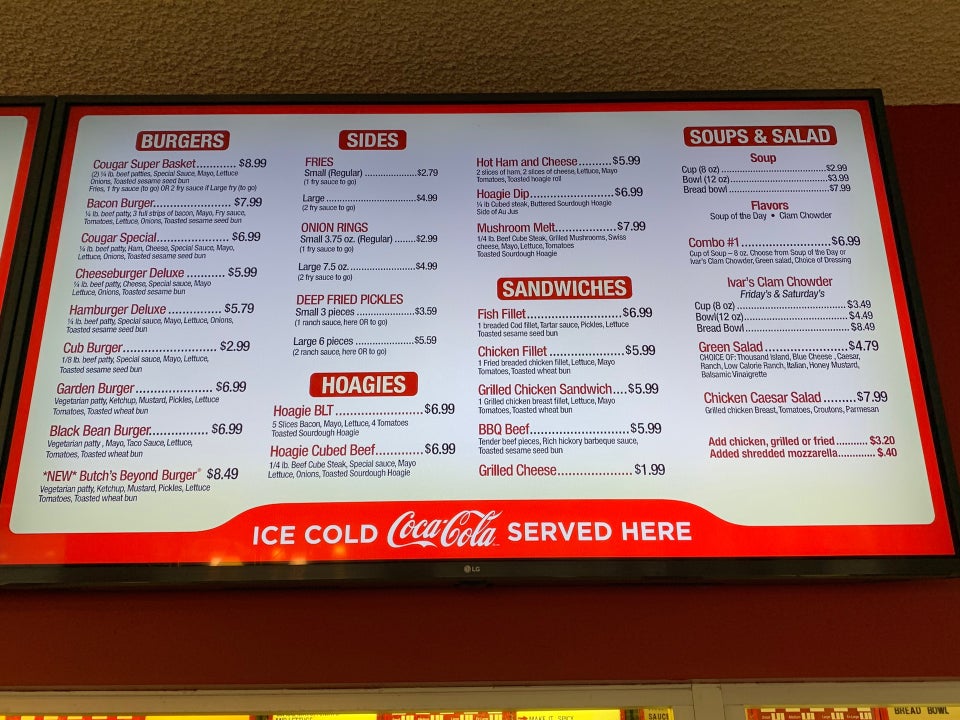 BURGERS
Cougar Super Basket............ $8.99
(2) ¼ lb. beef patties, Special Sauce, Mayo, Lettuce
Onions, Toasted sesame seed bun
Fries, 1 fry sauce (to go) OR 2 fry sauce if Large fry (to go)
Bacon Burger........................ $7.99
¼ lb. beef patty, 3 full strips of bacon, Mayo, Fry sauce,
Tomatoes, Lettuce, Onions, Toasted sesame seed bun
Cougar Special...................... $6.99
¼ lb. beef patty, Ham, Cheese, Special Sauce, Mayo,
Lettuce, Onions, Toasted sesame seed bun
Cheeseburger Deluxe ............ $5.99
¼ lb. beef patty, Cheese, Special sauce, Mayo
Lettuce, Onions, Toasted sesame seed bun
Hamburger Deluxe ................. $5.79
¼ lb. beef patty, Special sauce, Mayo, Lettuce, Onions,
Toasted sesame seed bun
Cub Burger............................ $2.99
1/8 lb. beef patty, Special sauce, Mayo, Lettuce,
Toasted sesame seed bun
Garden Burger....................... $6.99
Vegetarian patty, Ketchup, Mustard, Pickles, Lettuce
Tomatoes, Toasted wheat bun
Black Bean Burger.................. $6.99
Vegetarian patty , Mayo, Taco Sauce, Lettuce,
Tomatoes, Toasted wheat bun
*NEW* Butch's Beyond Burger® $8.49
Vegetarian patty, Ketchup, Mustard, Pickles, Lettuce
Tomatoes, Toasted wheat bun
SIDES
FRIES
Small (Regular) .................. $2.79
(1 fry sauce to go)
Large ................................ $4.99
(2 fry sauce to go)
ONION RINGS
Small 3.75 oz. (Regular) ....... $2.99
(1 fry sauce to go)
Large 7.5 oz. ........................ $4.99
(2 fry sauce to go)
DEEP FRIED PICKLES
Small 3 pieces ...................... $3.59
(1 ranch sauce, here OR to go)
Large 6 pieces ...................... $5.59
(2 ranch sauce, here OR to go)
HOAGIES
Hoagie BLT ......................... $6.99
5 Slices Bacon, Mayo, Lettuce, 4 Tomatoes
Toasted Sourdough Hoagie
Hoagie Cubed Beef................ $6.99
1/4 lb. Beef Cube Steak, Special sauce, Mayo
Lettuce, Onions, Toasted Sourdough Hoagie
Hot Ham and Cheese......... $5.99
2 slices of ham, 2 slices of cheese, Lettuce, Mayo
Tomatoes, Toasted hoagie roll
Hoagie Dip........................ $6.99
¼ lb Cubed steak, Buttered Sourdough Hoagie
Side of Au Jus
Mushroom Melt................. $7.99
1/4 lb. Beef Cube Steak, Grilled Mushrooms, Swiss
cheese, Mayo, Lettuce, Tomatoes
Toasted Sourdough Hoagie
SANDWICHES
Fish Fillet ........................... $6.99
1 breaded Cod fillet, Tartar sauce, Pickles, Lettuce
Toasted sesame seed bun
Chicken Fillet ...................... $5.99
1 Fried breaded chicken fillet, Lettuce, Mayo
Tomatoes, Toasted wheat bun
Grilled Chicken Sandwich.... $5.99
1 Grilled chicken breast fillet, Lettuce, Mayo
Tomatoes, Toasted wheat bun
BBQ Beef........................... $5.99
Tender beef pieces, Rich hickory barbeque sauce,
Toasted sesame seed bun
Grilled Cheese..................... $1.99
SOUPS & SALAD
Soup
Cup (8 oz) ................................ $2.99
Bowl (12 oz) ............................. $3.99
Bread bowl ............................... $7.99
Flavors
Soup of the Day • Clam Chowder
Combo #1 ......................... $6.99
Cup of Soup – 8 oz. Choose from Soup of the Day or
Ivar's Clam Chowder, Green salad, Choice of Dressing
Ivar's Clam Chowder
Friday's & Saturday's
Cup (8 oz) ............................... $3.49
Bowl(12 oz) ............................. $4.49
Bread Bowl .............................. $8.49
Green Salad ....................... $4.79
CHOICE OF: Thousand Island, Blue Cheese , Caesar,
Ranch, Low Calorie Ranch, Italian, Honey Mustard,
Balsamic Vinaigrette
Chicken Caesar Salad ......... $7.99
Grilled chicken Breast, Tomatoes, Croutons, Parmesan
Add chicken, grilled or fried ........... $3.20
Added shredded mozzarella............. $.40
ICE COLD Coca-Cola SERVED HERE
LG
MAKE IT SPICY
SAUCE
BREAD BOWL